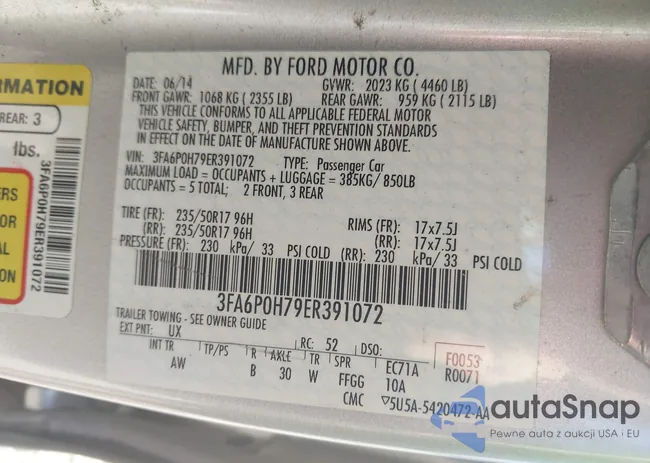 ORMATION
REAR: 3
lbs.
ERS
OR
AL
ON
3FA6P0H79ER391072
MFD. BY FORD MOTOR CO.
DATE: 06/14 GVWR: 2023 KG ( 4460 LB)
FRONT GAWR: 1068 KG ( 2355 LB) REAR GAWR: 959 KG ( 2115 LB)
THIS VEHICLE CONFORMS TO ALL APPLICABLE FEDERAL MOTOR
VEHICLE SAFETY, BUMPER, AND THEFT PREVENTION STANDARDS
IN EFFECT ON THE DATE OF MANUFACTURE SHOWN ABOVE.
VIN: 3FA6P0H79ER391072 TYPE: Passenger Car
MAXIMUM LOAD = OCCUPANTS + LUGGAGE = 385KG/ 850LB
OCCUPANTS = 5 TOTAL; 2 FRONT, 3 REAR
TIRE (FR): 235/50R17 96H RIMS (FR): 17x7.5J
(RR): 235/50R17 96H (RR): 17x7.5J
PRESSURE (FR): 230 kPa/ 33 PSI COLD (RR): 230 kPa/ 33 PSI COLD
3FA6P0H79ER391072
TRAILER TOWING - SEE OWNER GUIDE
EXT PNT: UX RC: 52 DSO: F0053
INT TR TP/PS R AXLE TR SPR EC71A R0071
AW B 30 W FFGG 10A
CMC ▽5U5A-5420472-AA
autoSnap
Pewne auta z aukcji USA i EU